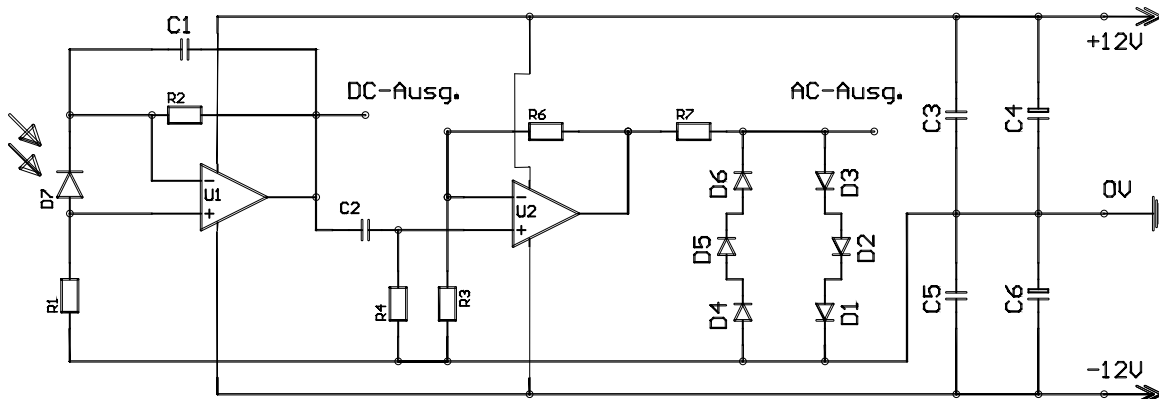 C1
+12V
R2
DC-Ausg.
R6
R7
AC-Ausg.
C3
C4
D7
-
+
U1
D6
D3
0V
C2
-
+
U2
D5
D2
R1
R4
R3
D4
D1
C5
C6
-12V